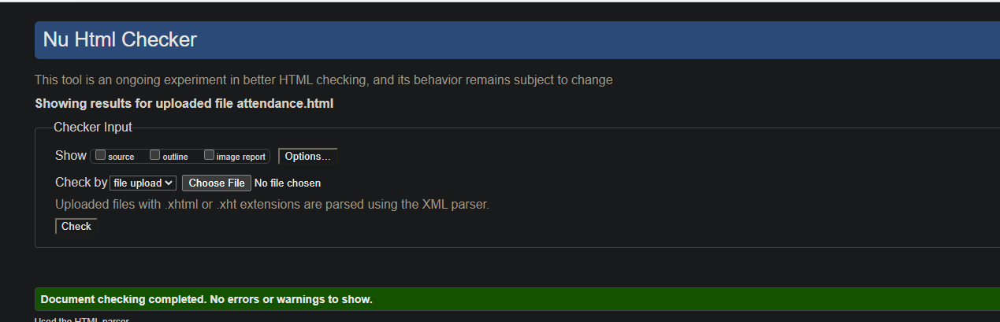 Nu Html Checker
This tool is an ongoing experiment in better HTML checking, and its behavior remains subject to change
Showing results for uploaded file attendance.html
Checker Input
Show source outline image report Options...
Check by file upload Choose File No file chosen
Uploaded files with .xhtml or .xht extensions are parsed using the XML parser.
Check
Document checking completed. No errors or warnings to show.
Used the HTML parser.